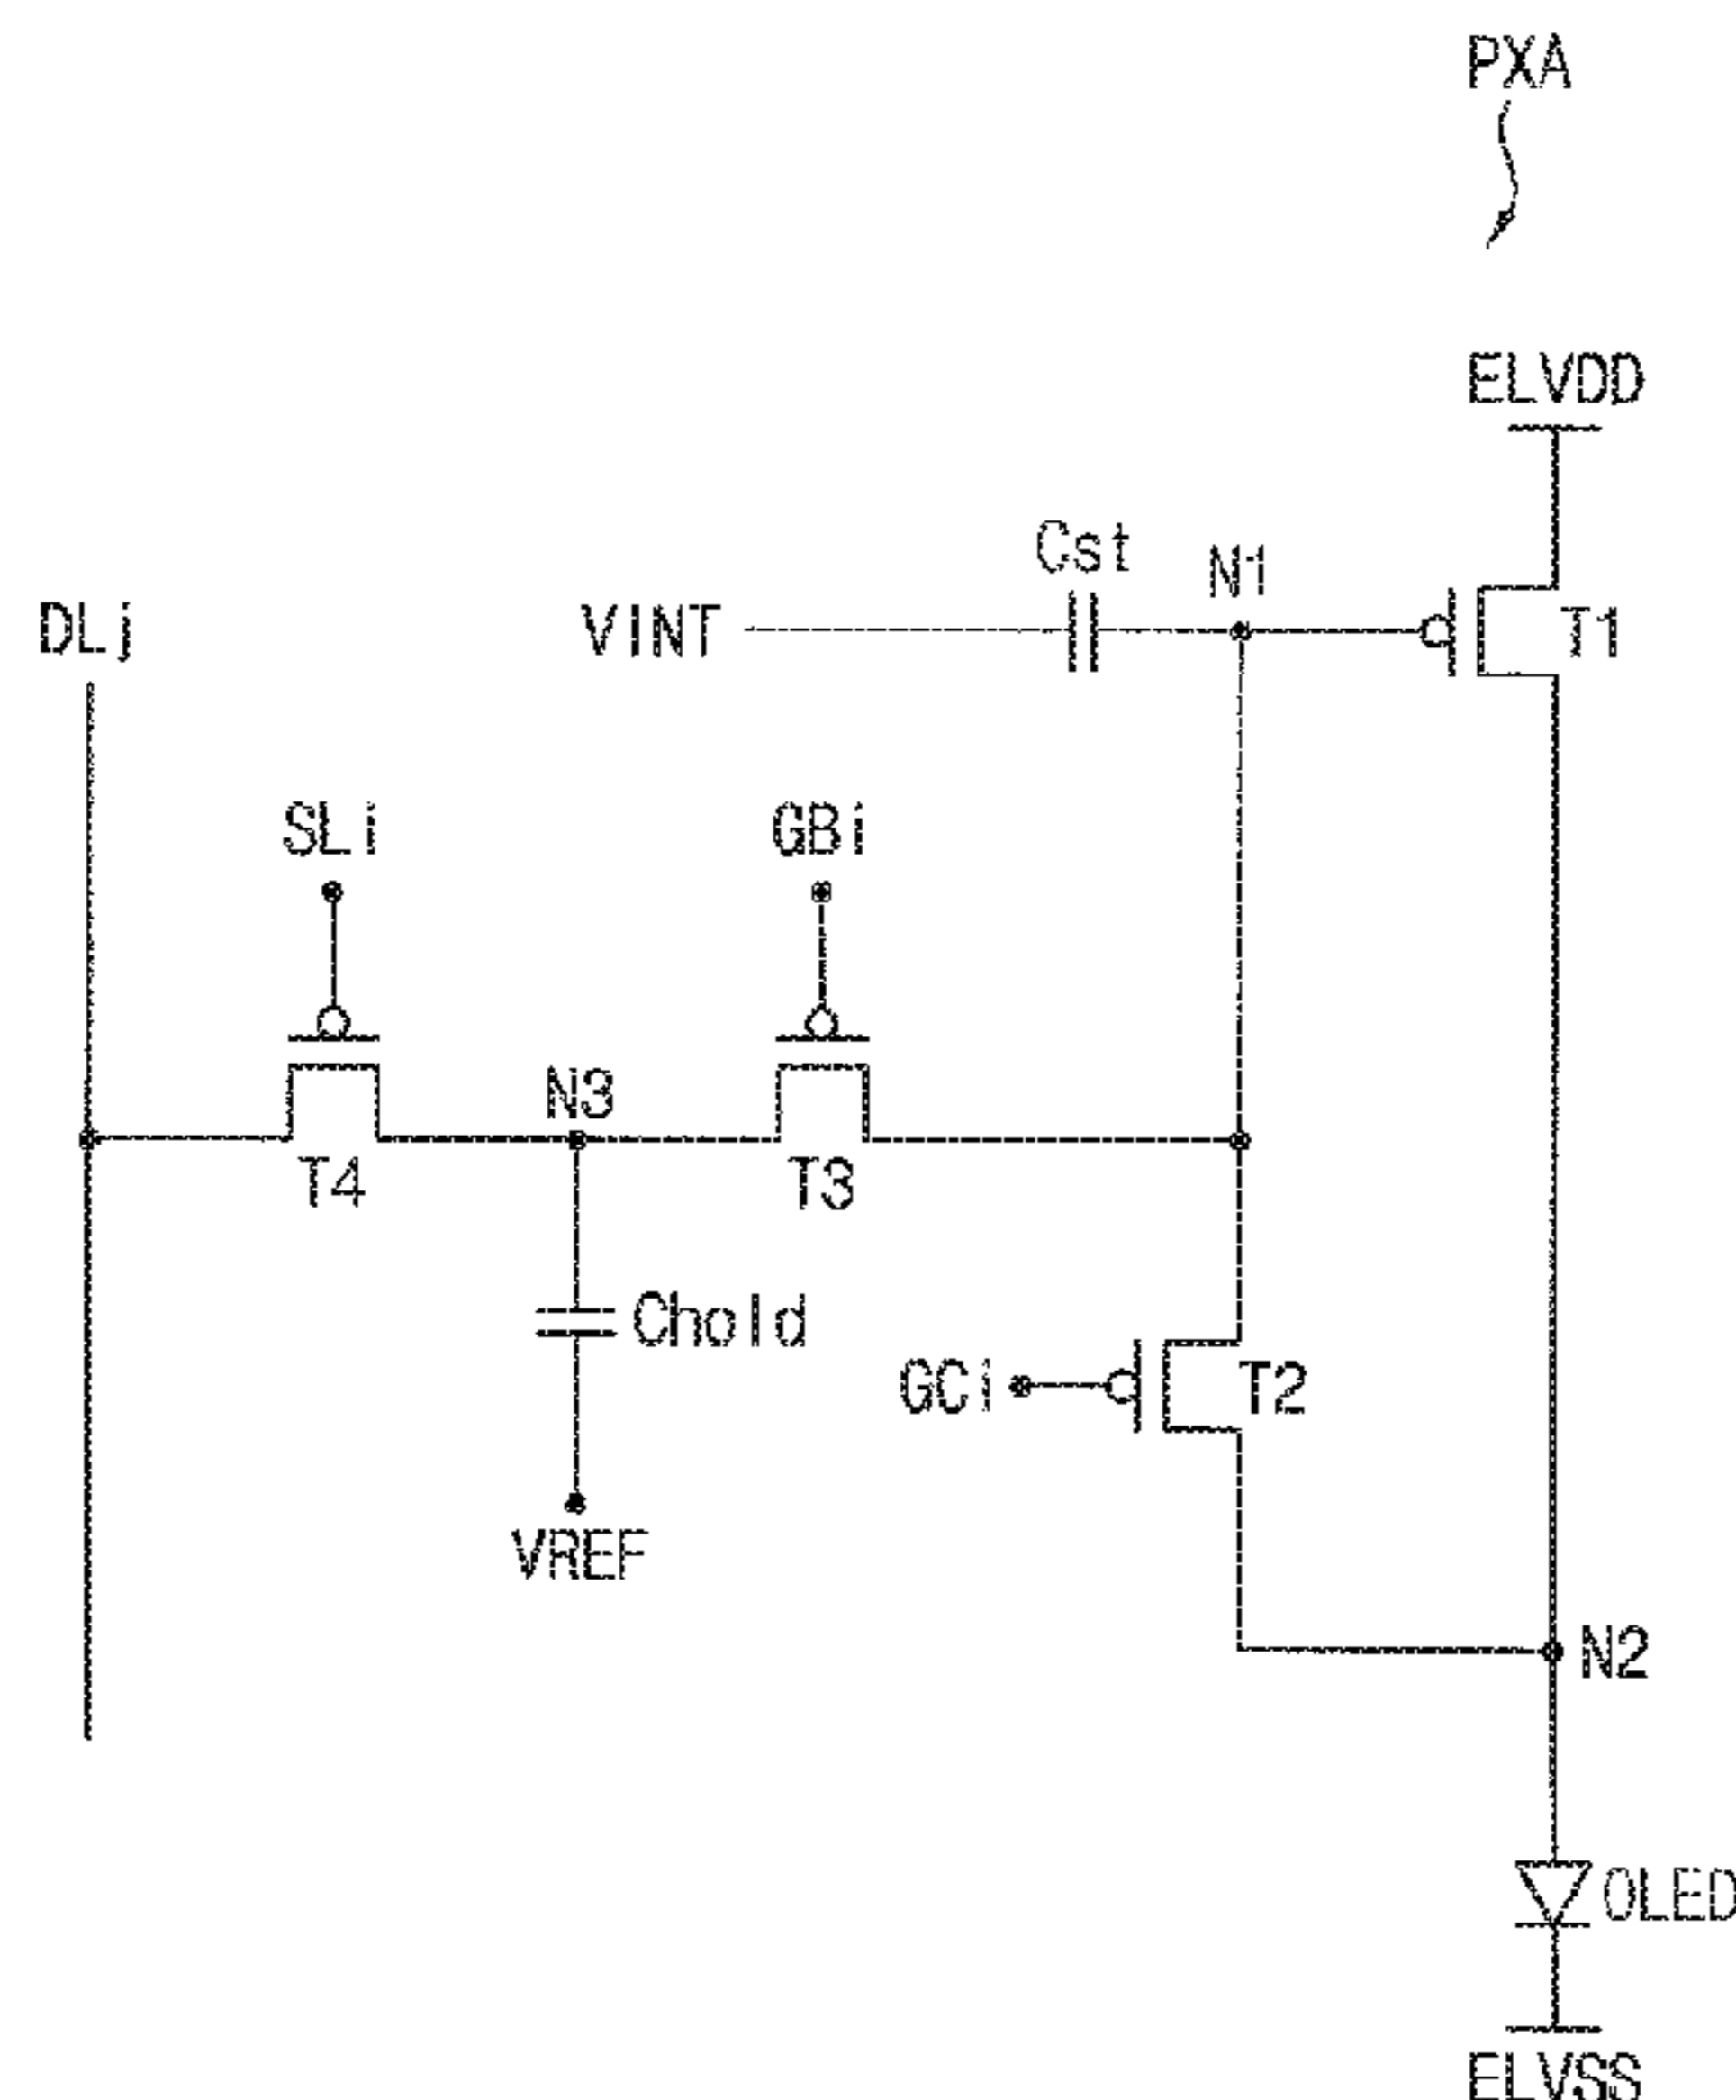 PXA
ELVDD
Cst
N1
DLj
VINT
T1
SLi
GBi
N3
T4
T3
Chold
GCi
T2
VREF
N2
OLED
ELVSS